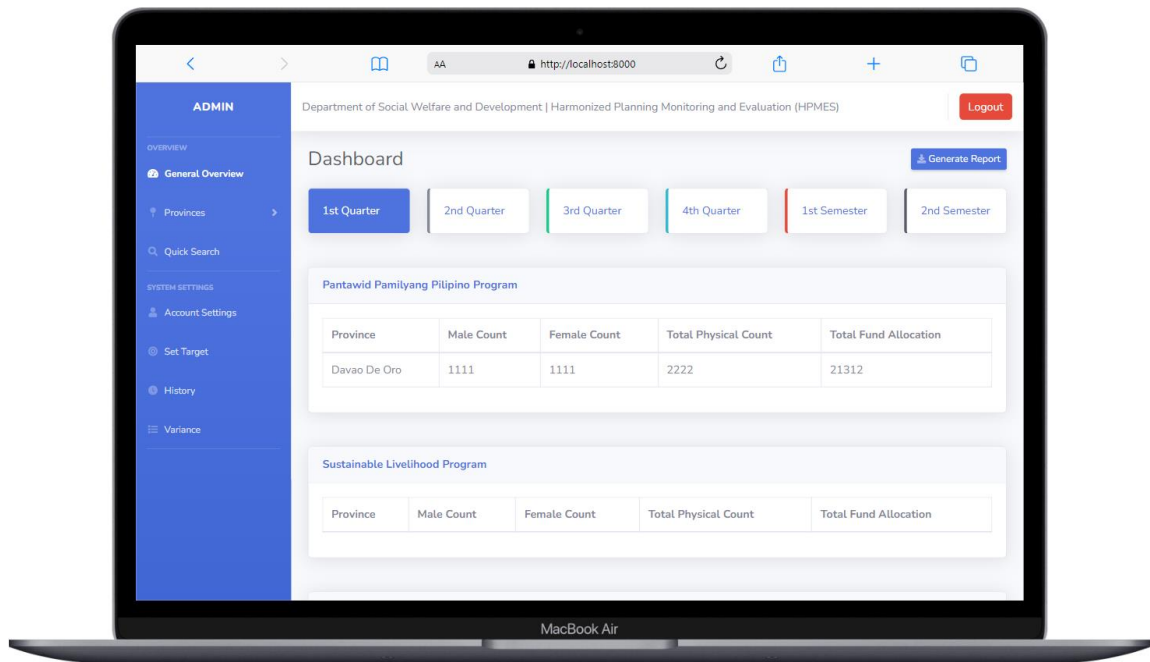 AA http://localhost:8000
ADMIN
Department of Social Welfare and Development | Harmonized Planning Monitoring and Evaluation (HPMES)
Logout
OVERVIEW
General Overview
Provinces
Quick Search
SYSTEM SETTINGS
Account Settings
Set Target
History
Variance
Dashboard
Generate Report
1st Quarter 2nd Quarter 3rd Quarter 4th Quarter 1st Semester 2nd Semester
Pantawid Pamilyang Pilipino Program
Province Male Count Female Count Total Physical Count Total Fund Allocation
Davao De Oro 1111 1111 2222 21312
Sustainable Livelihood Program
Province Male Count Female Count Total Physical Count Total Fund Allocation
MacBook Air